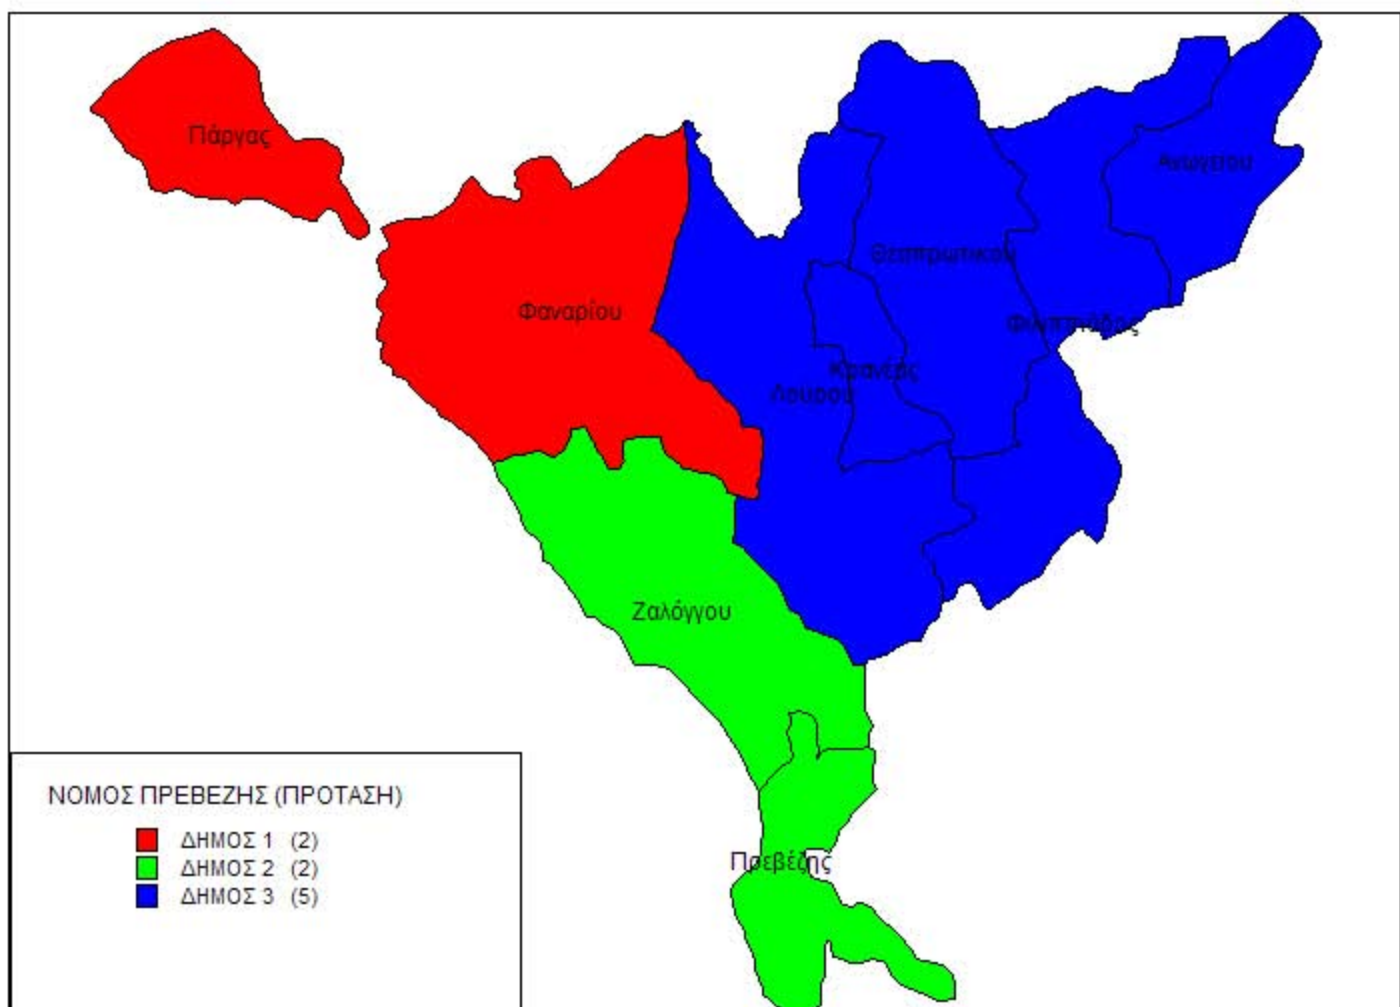 Πάργας
Ανωγείου
Θεσπρωτικού
Φαναρίου
Φιλιππιάδος
Κρανέας
Λούρου
Ζαλόγγου
ΝΟΜΟΣ ΠΡΕΒΕΖΗΣ (ΠΡΟΤΑΣΗ)
ΔΗΜΟΣ 1 (2)
ΔΗΜΟΣ 2 (2)
Πρεβέζης
ΔΗΜΟΣ 3 (5)